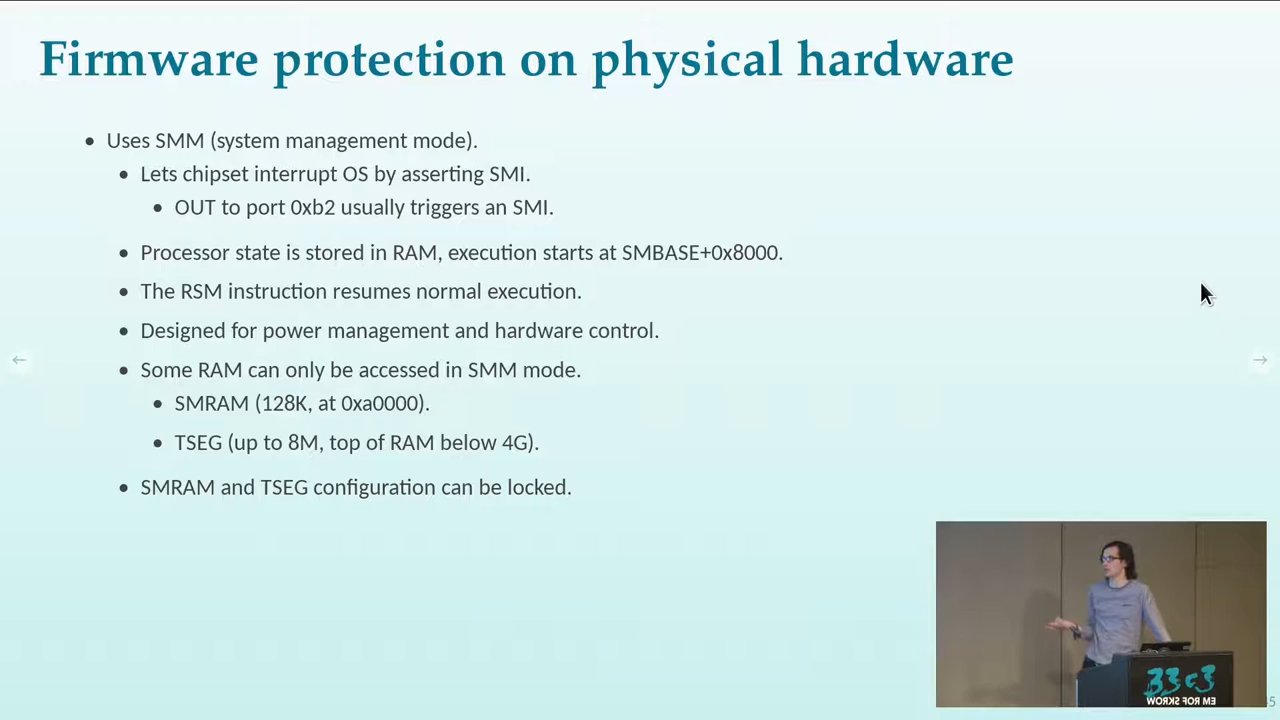 Firmware protection on physical hardware
• Uses SMM (system management mode).
• Lets chipset interrupt OS by asserting SMI.
• OUT to port 0xb2 usually triggers an SMI.
• Processor state is stored in RAM, execution starts at SMBASE+0x8000.
• The RSM instruction resumes normal execution.
• Designed for power management and hardware control.
• Some RAM can only be accessed in SMM mode.
• SMRAM (128K, at 0xa0000).
• TSEG (up to 8M, top of RAM below 4G).
• SMRAM and TSEG configuration can be locked.
33c3
WORKS FOR ME